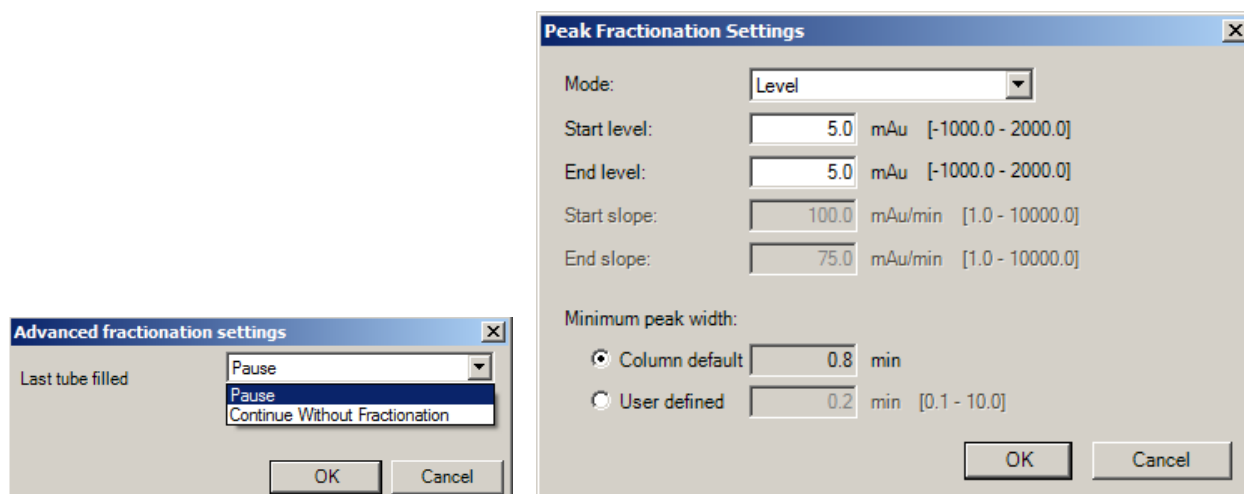 Advanced fractionation settings
Last tube filled Pause
Pause
Continue Without Fractionation
OK Cancel
Peak Fractionation Settings
Mode: Level
Start level: 5.0 mAu [-1000.0 - 2000.0]
End level: 5.0 mAu [-1000.0 - 2000.0]
Start slope: 100.0 mAu/min [1.0 - 10000.0]
End slope: 75.0 mAu/min [1.0 - 10000.0]
Minimum peak width:
Column default 0.8 min
User defined 0.2 min [0.1 - 10.0]
OK Cancel